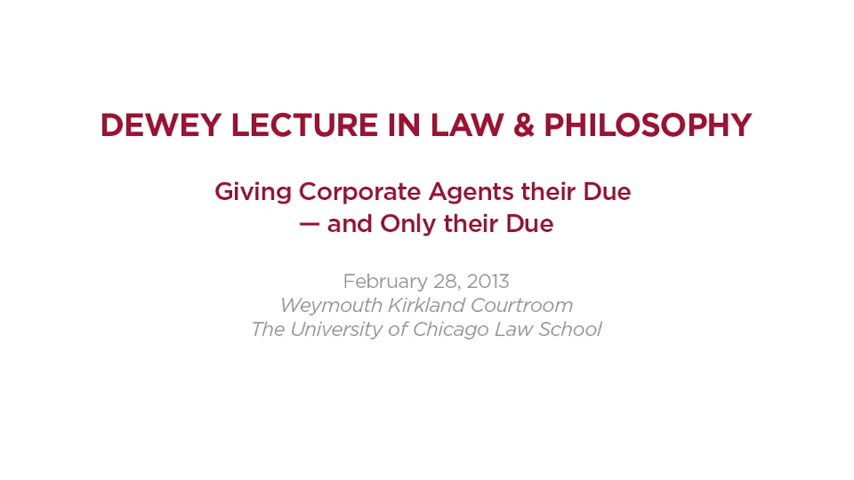 DEWEY LECTURE IN LAW & PHILOSOPHY
Giving Corporate Agents their Due
— and Only their Due
February 28, 2013
Weymouth Kirkland Courtroom
The University of Chicago Law School